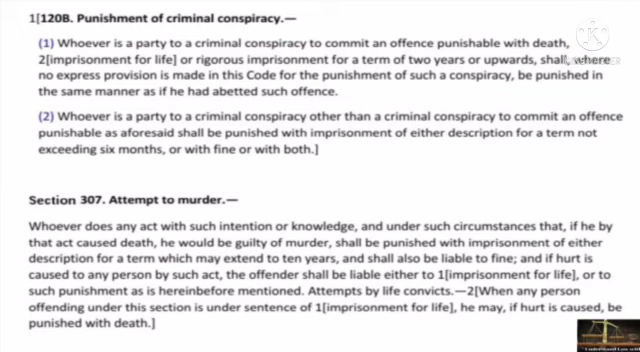 1[120B. Punishment of criminal conspiracy.—
(1) Whoever is a party to a criminal conspiracy to commit an offence punishable with death,
2[imprisonment for life] or rigorous imprisonment for a term of two years or upwards, shall, where
no express provision is made in this Code for the punishment of such a conspiracy, be punished in
the same manner as if he had abetted such offence.
(2) Whoever is a party to a criminal conspiracy other than a criminal conspiracy to commit an offence
punishable as aforesaid shall be punished with imprisonment of either description for a term not
exceeding six months, or with fine or with both.]
Section 307. Attempt to murder.—
Whoever does any act with such intention or knowledge, and under such circumstances that, if he by
that act caused death, he would be guilty of murder, shall be punished with imprisonment of either
description for a term which may extend to ten years, and shall also be liable to fine; and if hurt is
caused to any person by such act, the offender shall be liable either to 1[imprisonment for life], or to
such punishment as is hereinbefore mentioned. Attempts by life convicts.—2[When any person
offending under this section is under sentence of 1[imprisonment for life], he may, if hurt is caused, be
punished with death.]